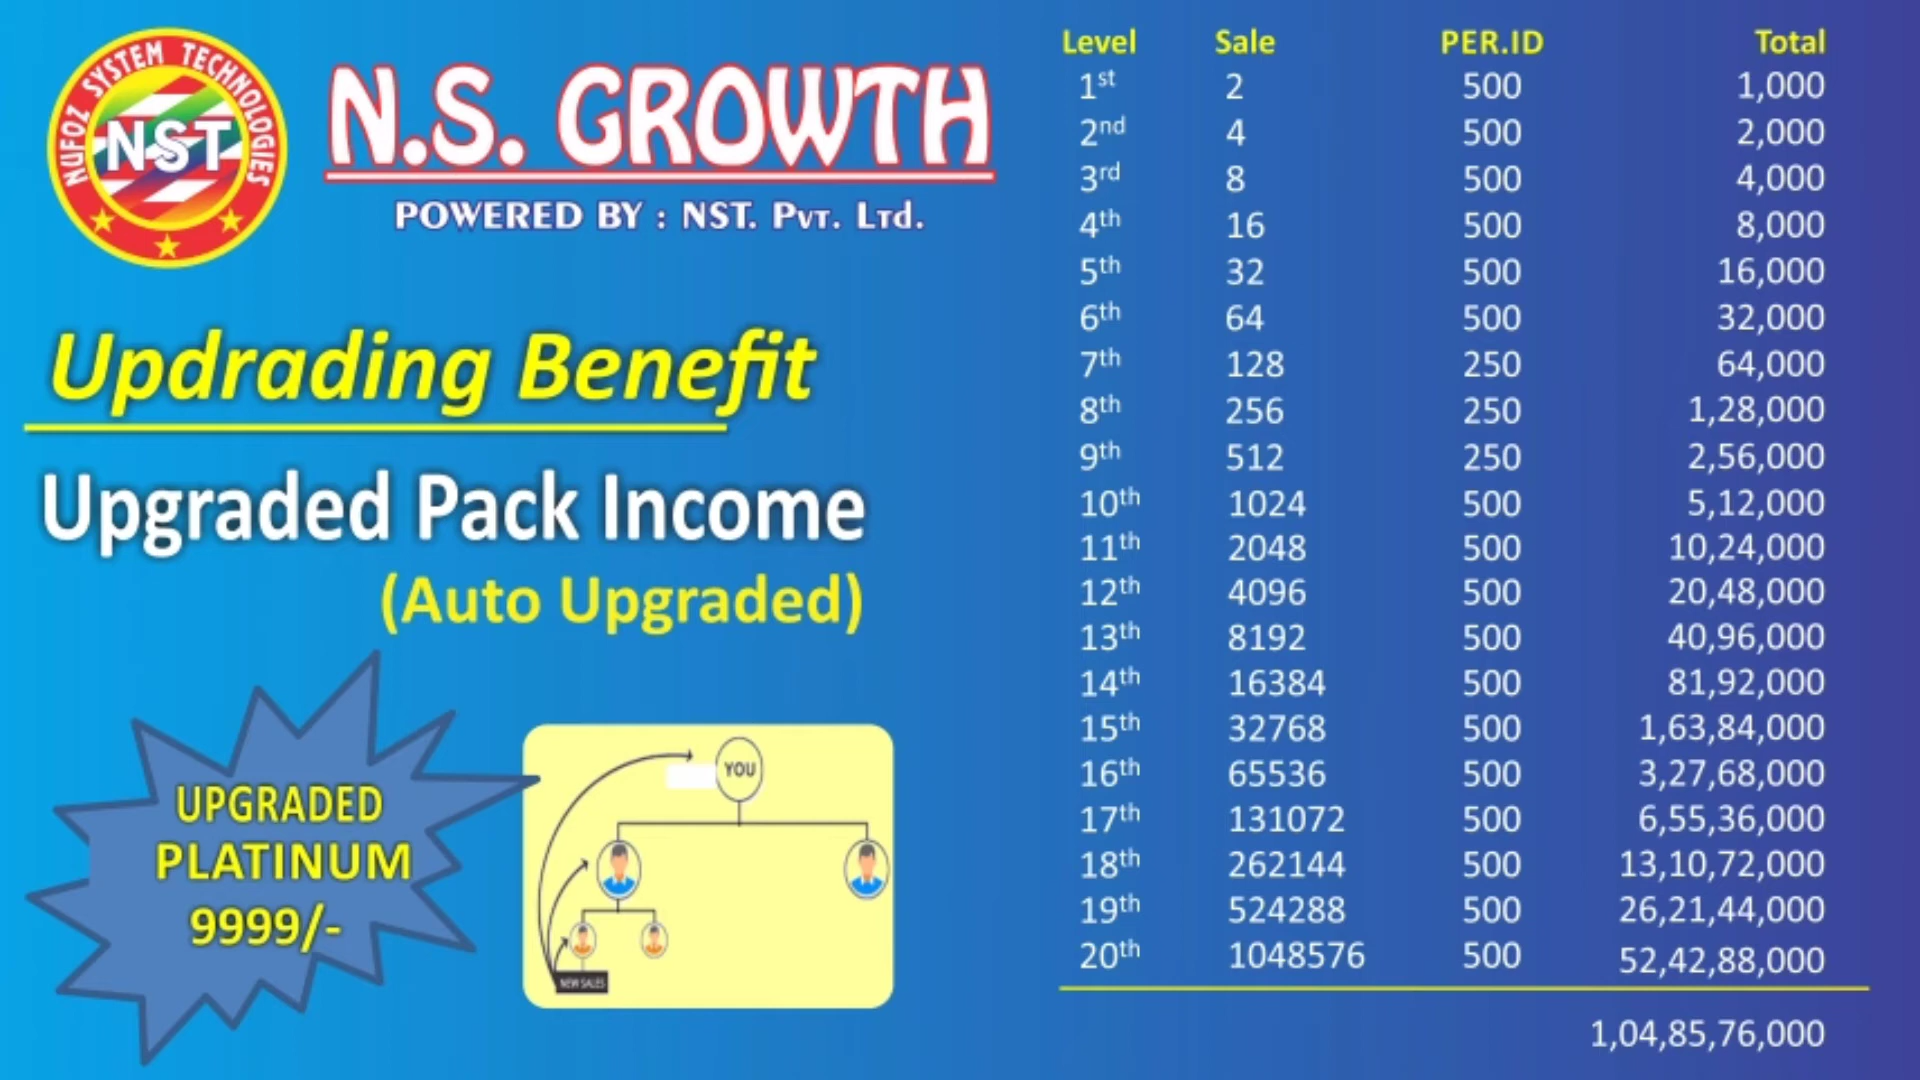 NUFOZ SYSTEM TECHNOLOGIES
NST
N.S. GROWTH
POWERED BY : NST. Pvt. Ltd.
Updrading Benefit
Upgraded Pack Income
(Auto Upgraded)
UPGRADED
PLATINUM
9999/-
YOU
NEW SALES
Level Sale PER.ID Total
1st 2 500 1,000
2nd 4 500 2,000
3rd 8 500 4,000
4th 16 500 8,000
5th 32 500 16,000
6th 64 500 32,000
7th 128 250 64,000
8th 256 250 1,28,000
9th 512 250 2,56,000
10th 1024 500 5,12,000
11th 2048 500 10,24,000
12th 4096 500 20,48,000
13th 8192 500 40,96,000
14th 16384 500 81,92,000
15th 32768 500 1,63,84,000
16th 65536 500 3,27,68,000
17th 131072 500 6,55,36,000
18th 262144 500 13,10,72,000
19th 524288 500 26,21,44,000
20th 1048576 500 52,42,88,000
1,04,85,76,000